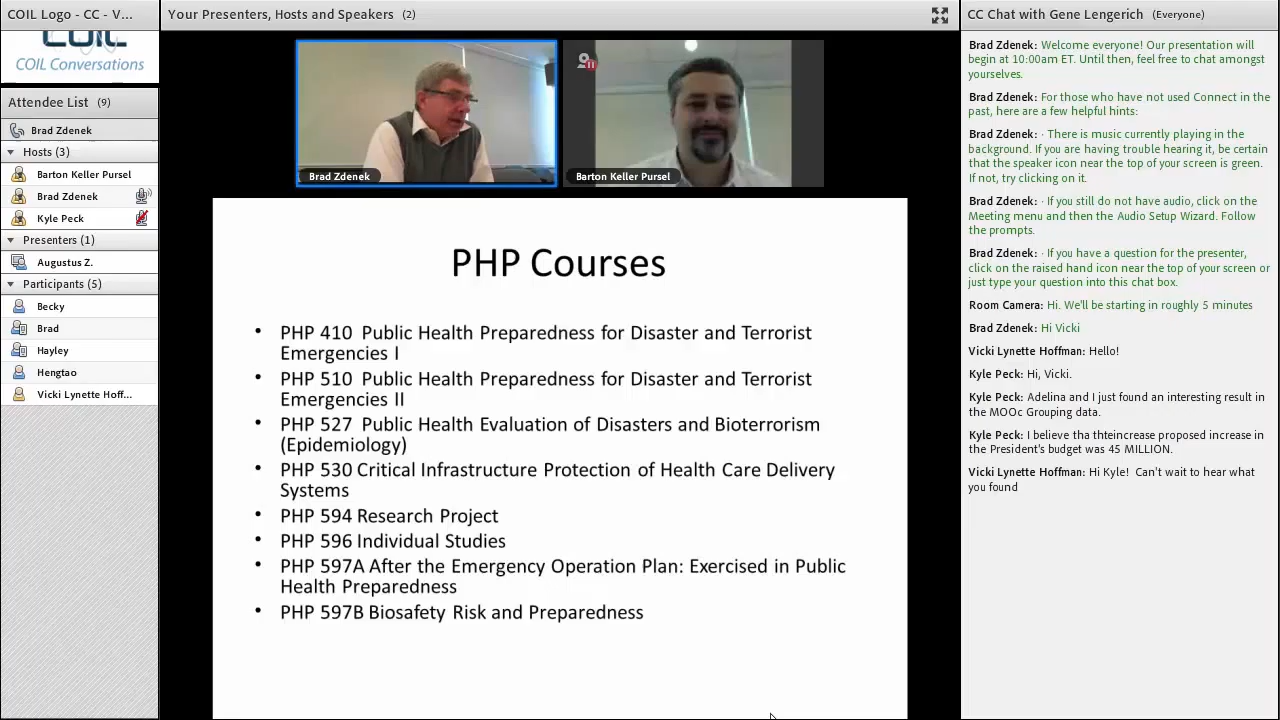 COIL Logo - CC - V...
COIL
COIL Conversations
Attendee List (9)
Brad Zdenek
Hosts (3)
Barton Keller Pursel
Brad Zdenek
Kyle Peck
Presenters (1)
Augustus Z.
Participants (5)
Becky
Brad
Hayley
Hengtao
Vicki Lynette Hoff...
Your Presenters, Hosts and Speakers (2)
Brad Zdenek
Barton Keller Pursel
PHP Courses
• PHP 410 Public Health Preparedness for Disaster and Terrorist
Emergencies I
• PHP 510 Public Health Preparedness for Disaster and Terrorist
Emergencies II
• PHP 527 Public Health Evaluation of Disasters and Bioterrorism
(Epidemiology)
• PHP 530 Critical Infrastructure Protection of Health Care Delivery
Systems
• PHP 594 Research Project
• PHP 596 Individual Studies
• PHP 597A After the Emergency Operation Plan: Exercised in Public
Health Preparedness
• PHP 597B Biosafety Risk and Preparedness
CC Chat with Gene Lengerich (Everyone)
Brad Zdenek: Welcome everyone! Our presentation will
begin at 10:00am ET. Until then, feel free to chat amongst
yourselves.
Brad Zdenek: For those who have not used Connect in the
past, here are a few helpful hints:
Brad Zdenek: · There is music currently playing in the
background. If you are having trouble hearing it, be certain
that the speaker icon near the top of your screen is green.
If not, try clicking on it.
Brad Zdenek: · If you still do not have audio, click on the
Meeting menu and then the Audio Setup Wizard. Follow
the prompts.
Brad Zdenek: · If you have a question for the presenter,
click on the raised hand icon near the top of your screen or
just type your question into this chat box.
Room Camera: Hi. We'll be starting in roughly 5 minutes
Brad Zdenek: Hi Vicki
Vicki Lynette Hoffman: Hello!
Kyle Peck: Hi, Vicki.
Kyle Peck: Adelina and I just found an interesting result in
the MOOc Grouping data.
Kyle Peck: I believe tha thteincrease proposed increase in
the President's budget was 45 MILLION.
Vicki Lynette Hoffman: Hi Kyle! Can't wait to hear what
you found